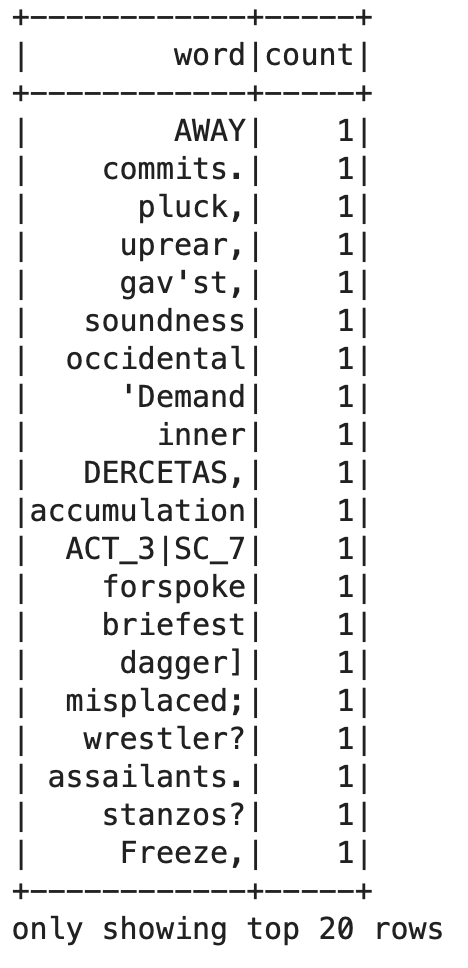 +------------+-----+
|        word|count|
+------------+-----+
|        AWAY|    1|
|    commits.|    1|
|      pluck,|    1|
|     uprear,|    1|
|     gav'st,|    1|
|   soundness|    1|
|  occidental|    1|
|     'Demand|    1|
|       inner|    1|
|   DERCETAS,|    1|
|accumulation|    1|
|  ACT_3|SC_7|    1|
|    forspoke|    1|
|    briefest|    1|
|     dagger]|    1|
|  misplaced;|    1|
|   wrestler?|    1|
| assailants.|    1|
|    stanzos?|    1|
|     Freeze,|    1|
+------------+-----+
only showing top 20 rows